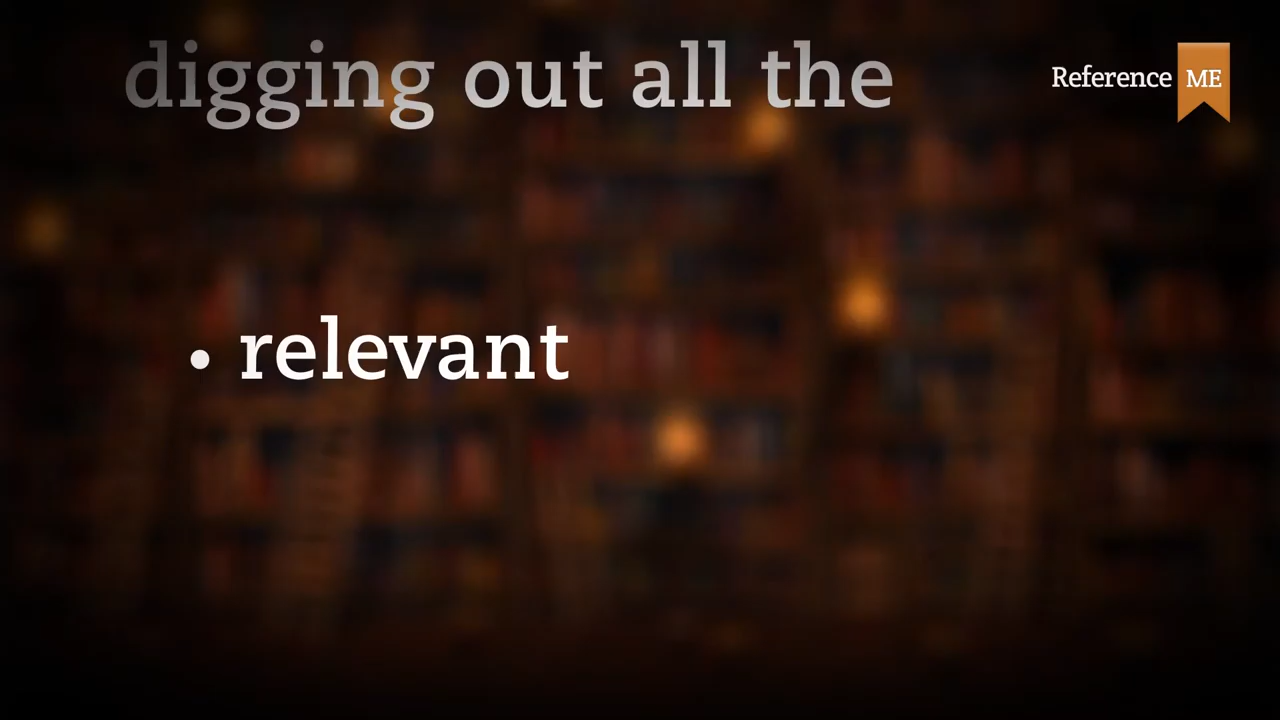 digging out all the
Reference ME
• relevant